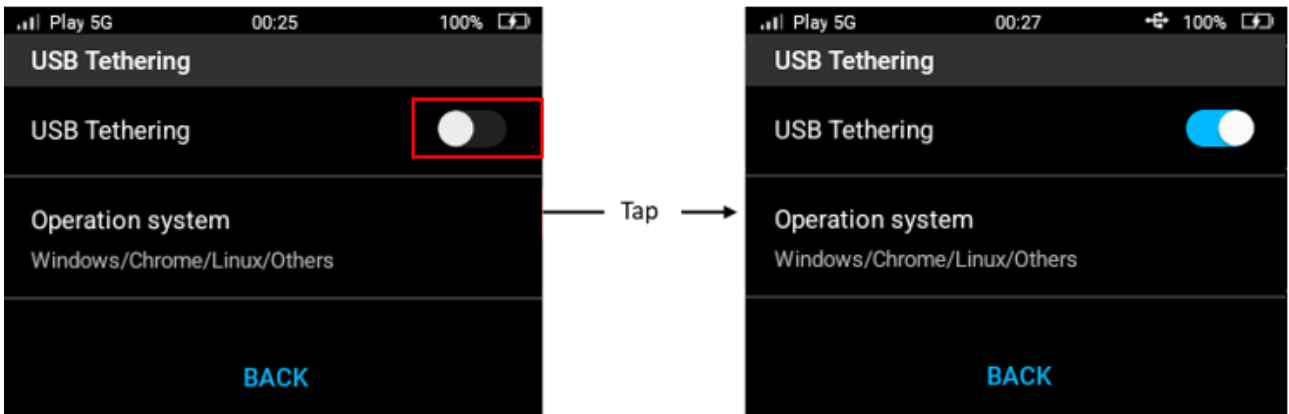 Play 5G 00:25 100%
USB Tethering
USB Tethering
Operation system
Windows/Chrome/Linux/Others
BACK
Tap
Play 5G 00:27 100%
USB Tethering
USB Tethering
Operation system
Windows/Chrome/Linux/Others
BACK